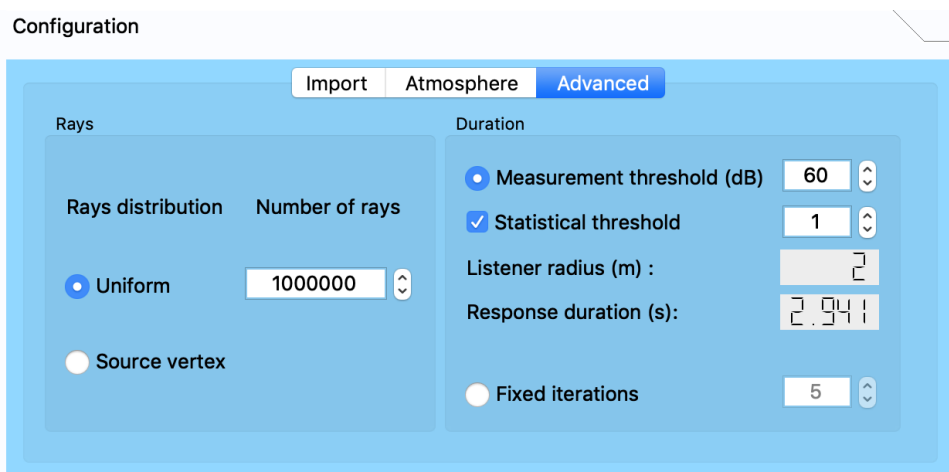 Configuration
Import Atmosphere Advanced
Rays
Rays distribution Number of rays
Uniform 1000000
Source vertex
Duration
Measurement threshold (dB) 60
Statistical threshold 1
Listener radius (m) : 2
Response duration (s): 2.941
Fixed iterations 5